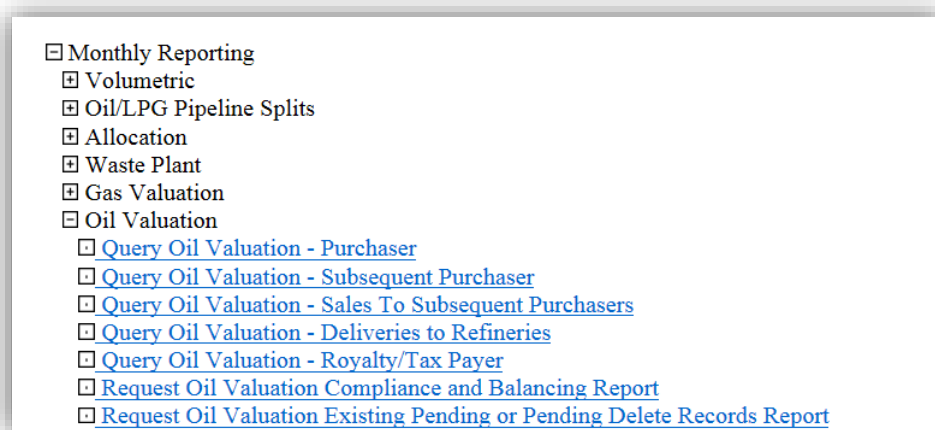 Monthly Reporting
Volumetric
Oil/LPG Pipeline Splits
Allocation
Waste Plant
Gas Valuation
Oil Valuation
Query Oil Valuation - Purchaser
Query Oil Valuation - Subsequent Purchaser
Query Oil Valuation - Sales To Subsequent Purchasers
Query Oil Valuation - Deliveries to Refineries
Query Oil Valuation - Royalty/Tax Payer
Request Oil Valuation Compliance and Balancing Report
Request Oil Valuation Existing Pending or Pending Delete Records Report